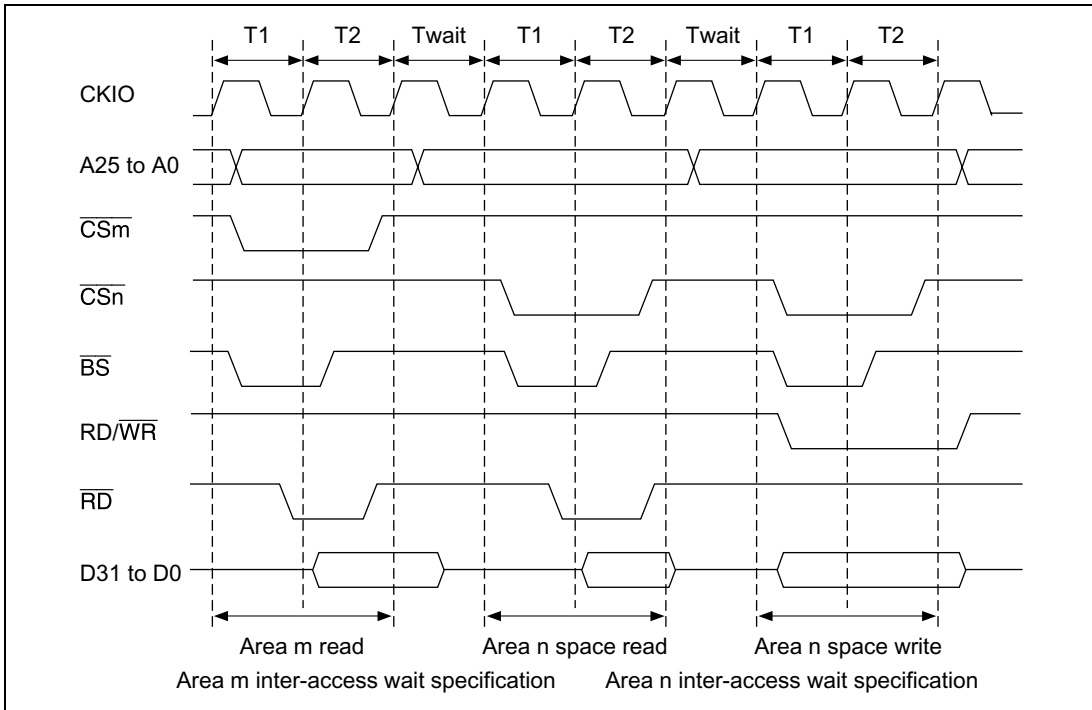 T1 T2 Twait T1 T2 Twait T1 T2
CKIO
A25 to A0
CSm
CSn
BS
RD/WR
RD
D31 to D0
Area m read Area n space read Area n space write
Area m inter-access wait specification Area n inter-access wait specification